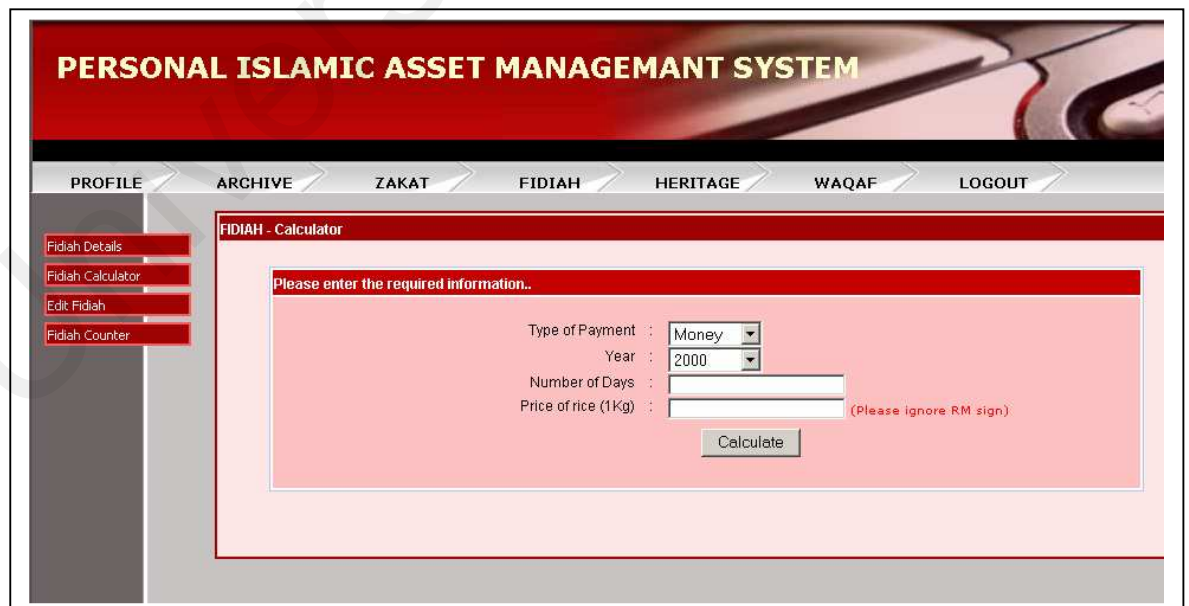 PERSONAL ISLAMIC ASSET MANAGEMANT SYSTEM
PROFILE ARCHIVE ZAKAT FIDIAH HERITAGE WAQAF LOGOUT
Fidiah Details
Fidiah Calculator
Edit Fidiah
Fidiah Counter
FIDIAH - Calculator
Please enter the required information..
Type of Payment : Money
Year : 2000
Number of Days :
Price of rice (1Kg) : (Please ignore RM sign)
Calculate